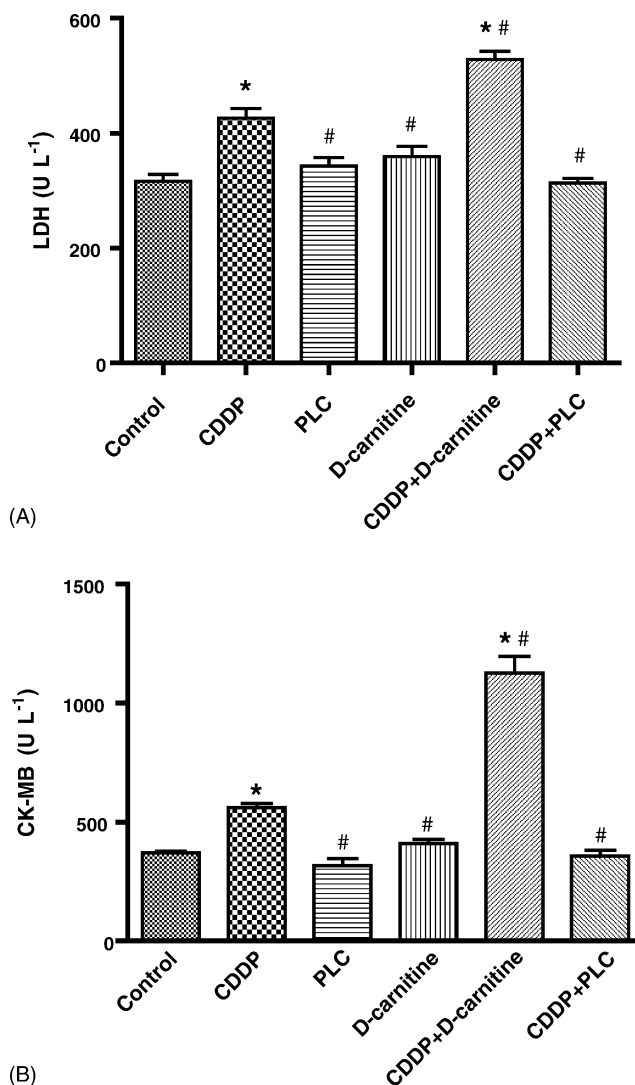 600
* #
*
#
#
#
400
LDH (U L-1)
200
0
Control
CDDP
PLC
D-carnitine
CDDP+D-carnitine
CDDP+PLC
(A)
1500
* #
1000
CK-MB (U L-1)
*
500
#
#
#
0
Control
CDDP
PLC
D-carnitine
CDDP+D-carnitine
CDDP+PLC
(B)